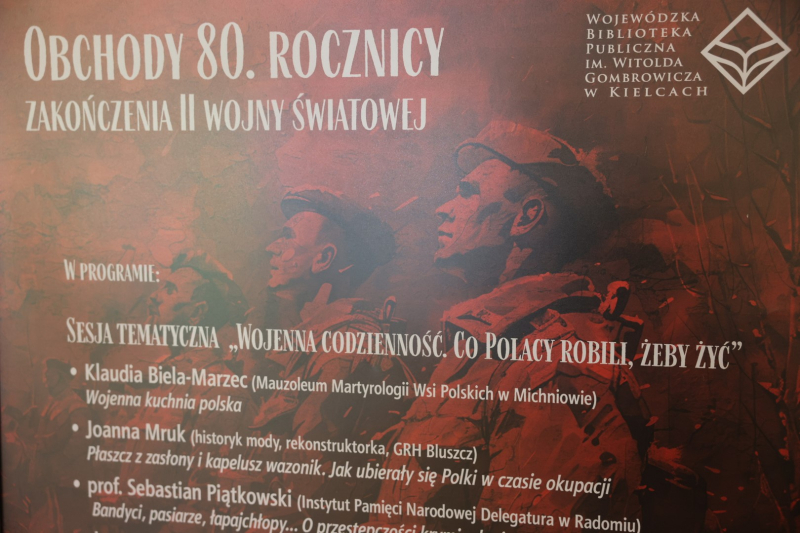 Obchody 80. rocznicy
zakończenia II wojny światowej
Wojewódzka
Biblioteka
Publiczna
im. Witolda
Gombrowicza
w Kielcach
W programie:
Sesja tematyczna „Wojenna codzienność. Co Polacy robili, żeby żyć”
• Klaudia Biela-Marzec (Mauzoleum Martyrologii Wsi Polskich w Michniowie)
Wojenna kuchnia polska
• Joanna Mruk (historyk mody, rekonstruktorka, GRH Bluszcz)
Płaszcz z zasłony i kapelusz wazonik. Jak ubierały się Polki w czasie okupacji
• prof. Sebastian Piątkowski (Instytut Pamięci Narodowej Delegatura w Radomiu)
Bandyci, pasiarze, łapajchłopy... O przestępczości